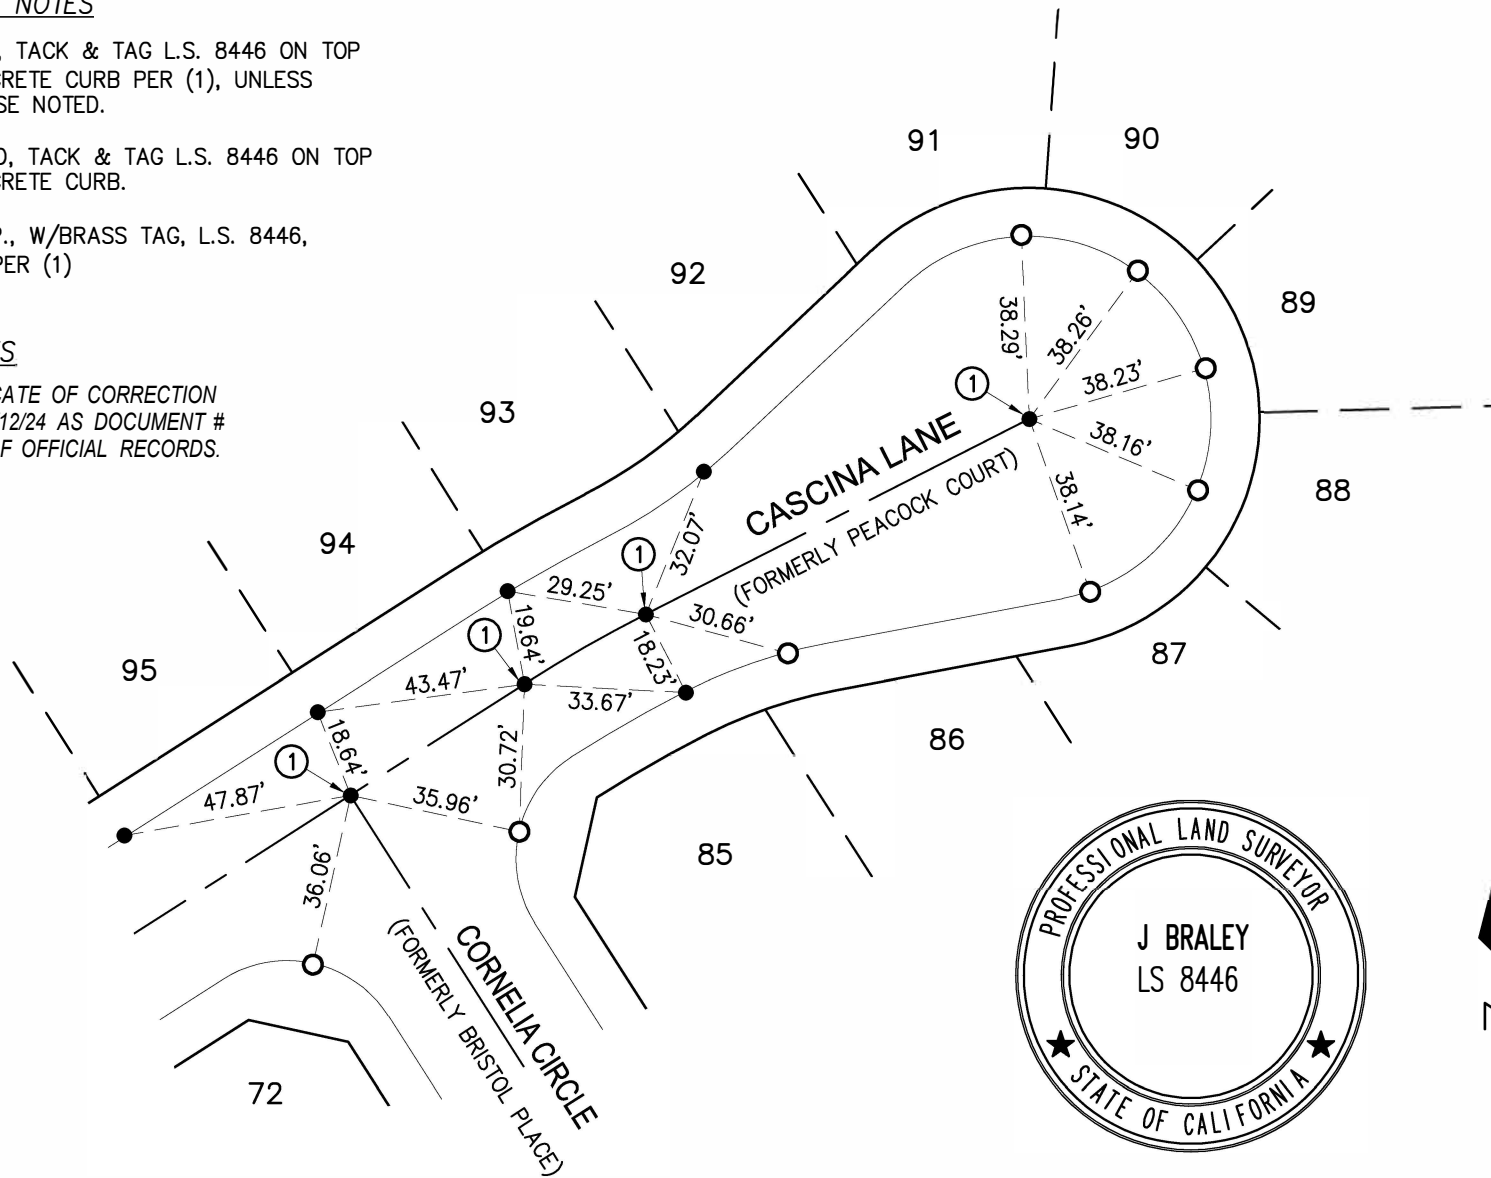 NOTES
, TACK & TAG L.S. 8446 ON TOP
CRETE CURB PER (1), UNLESS
SE NOTED.
D, TACK & TAG L.S. 8446 ON TOP
CRETE CURB.
P., W/BRASS TAG, L.S. 8446,
PER (1)
S
CATE OF CORRECTION
12/24 AS DOCUMENT #
F OFFICIAL RECORDS.
91
90
92
89
93
88
94
87
95
86
85
72
38.29'
38.26'
38.23'
38.16'
38.14'
1
CASCINA LANE
(FORMERLY PEACOCK COURT)
32.07'
1
29.25'
30.66'
19.64'
18.23'
1
43.47'
33.67'
18.64'
30.72'
1
47.87'
35.96'
36.06'
CORNELIA CIRCLE
(FORMERLY BRISTOL PLACE)
PROFESSIONAL LAND SURVEYOR
J BRALEY
LS 8446
STATE OF CALIFORNIA